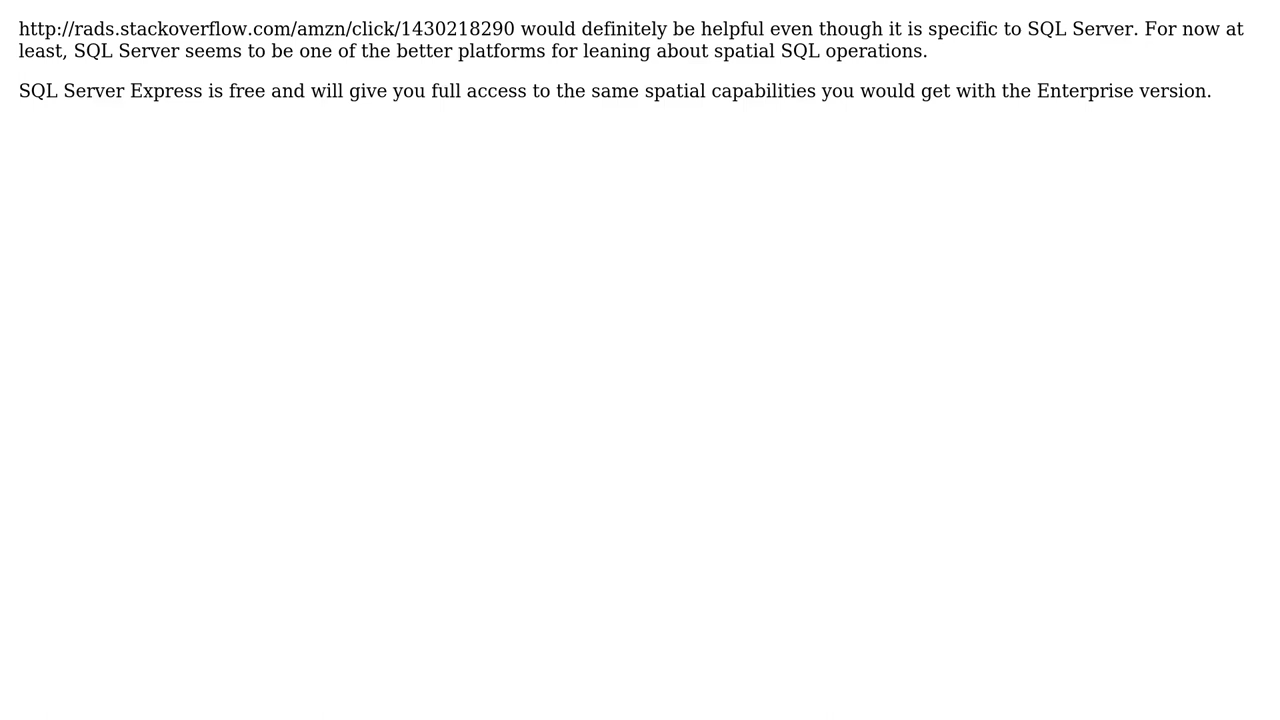 http://rads.stackoverflow.com/amzn/click/1430218290 would definitely be helpful even though it is specific to SQL Server. For now at
least, SQL Server seems to be one of the better platforms for leaning about spatial SQL operations.
SQL Server Express is free and will give you full access to the same spatial capabilities you would get with the Enterprise version.